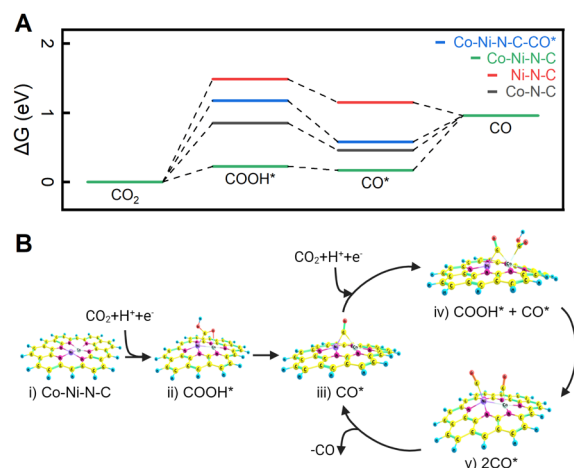 A
ΔG (eV)
2
1
0
Co-Ni-N-C-CO*
Co-Ni-N-C
Ni-N-C
Co-N-C
CO₂
COOH*
CO*
CO
B
CO₂+H⁺+e⁻
i) Co-Ni-N-C
ii) COOH*
CO₂+H⁺+e⁻
iii) CO*
iv) COOH* + CO*
v) 2CO*
-CO